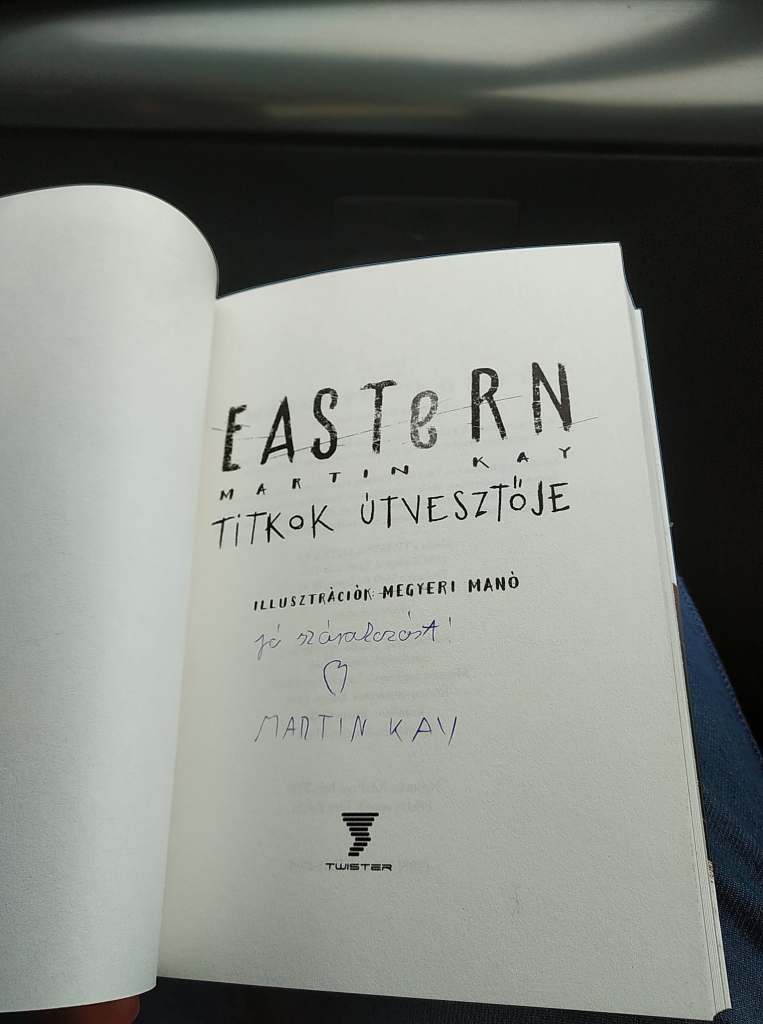 EASTeRN
MARTIN KAY
TiTKOK ÚTVESZTŐJE
ILLUSZTRÁCIÓK: MEGYERI MANÓ
Jó szórakozást!
MARTIN KAY
TWISTER